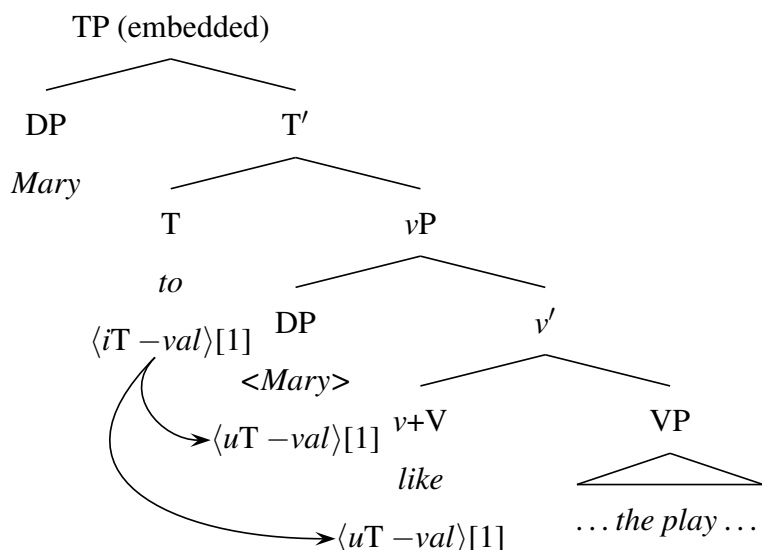 TP (embedded)
DP T′
Mary
T vP
to
DP v′
⟨iT −val⟩[1]
<Mary>
v+V VP
⟨uT −val⟩[1]
like
… the play …
⟨uT −val⟩[1]